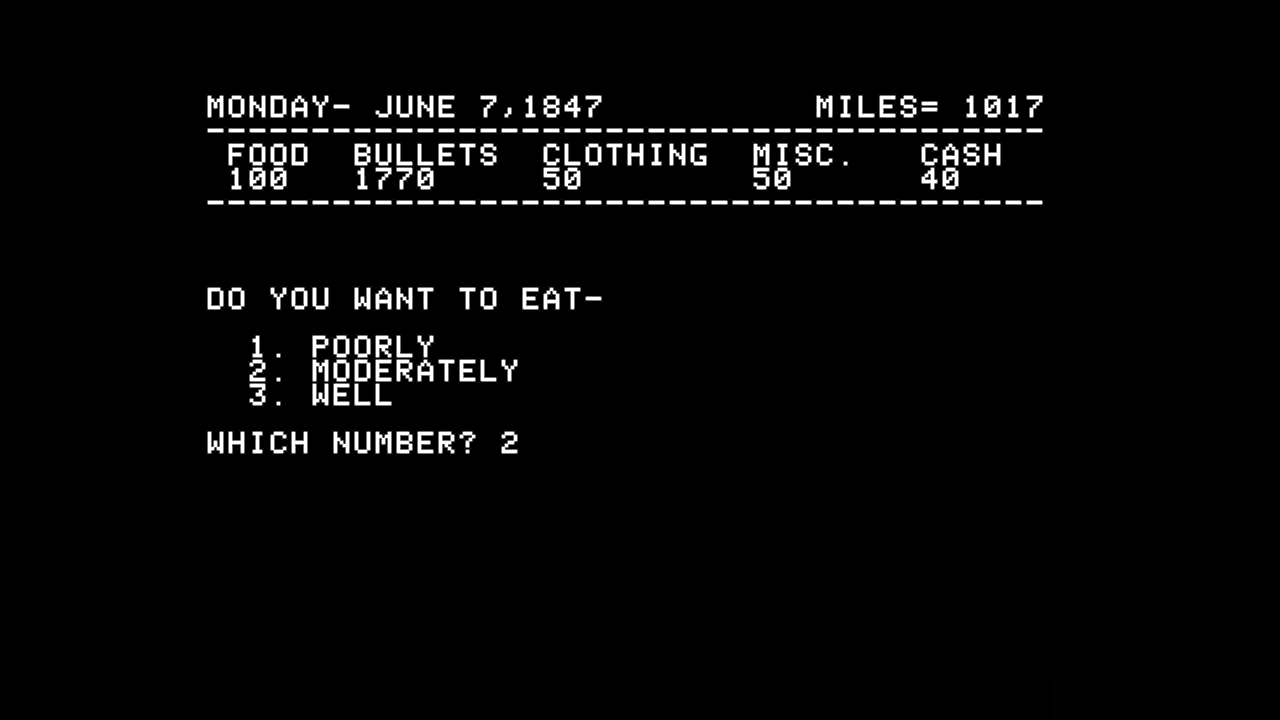 MONDAY- JUNE 7,1847 MILES= 1017
----------------------------------------
FOOD BULLETS CLOTHING MISC. CASH
100 1770 50 50 40
----------------------------------------
DO YOU WANT TO EAT-
1. POORLY
2. MODERATELY
3. WELL
WHICH NUMBER? 2